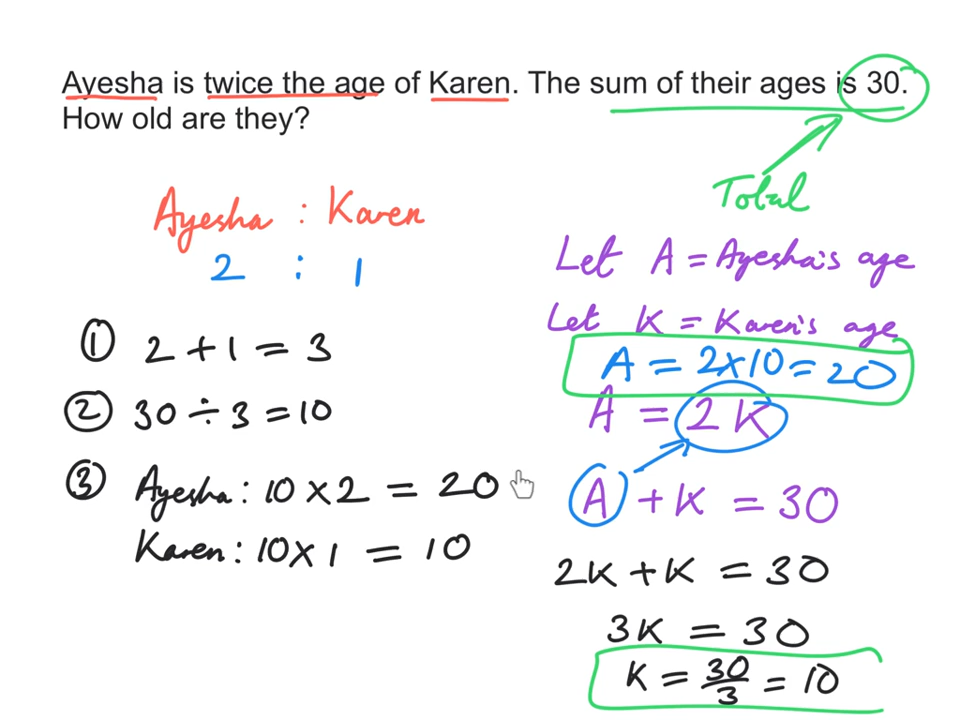 Ayesha is twice the age of Karen. The sum of their ages is 30.
How old are they?
Total
Ayesha : Karen
2 : 1
① 2 + 1 = 3
② 30 ÷ 3 = 10
③ Ayesha : 10 × 2 = 20
Karen : 10 × 1 = 10
Let A = Ayesha's age
Let K = Karen's age
A = 2 × 10 = 20
A = 2K
A + K = 30
2K + K = 30
3K = 30
K = 30/3 = 10